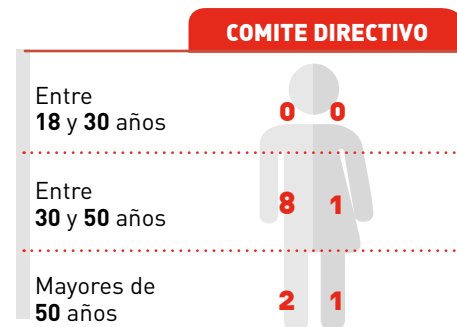 COMITE DIRECTIVO
Entre
18 y 30 años
0 0
Entre
30 y 50 años
8 1
Mayores de
50 años
2 1